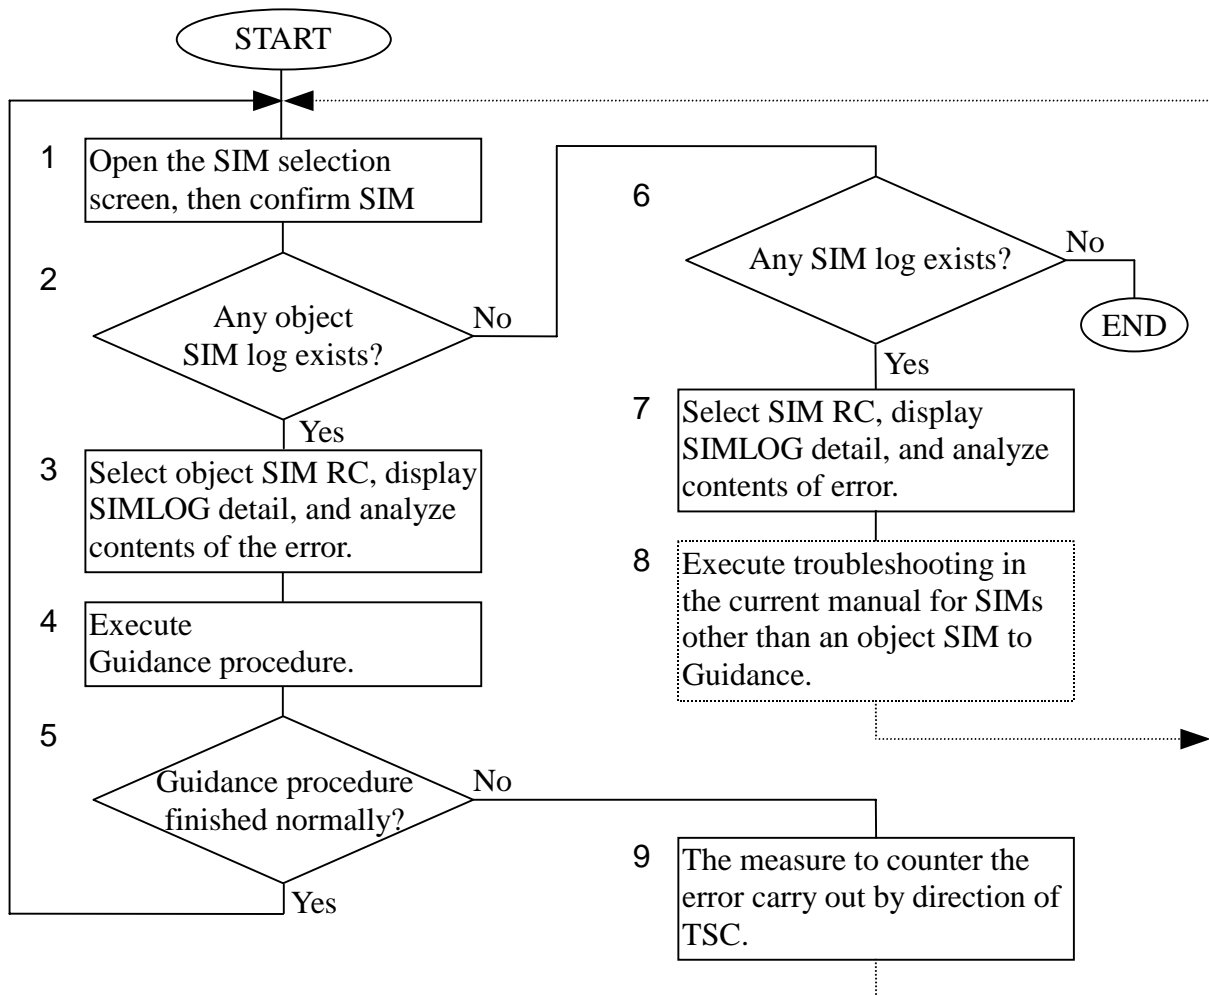 START
1
Open the SIM selection
screen, then confirm SIM
2
Any object
SIM log exists?
No
Yes
3
Select object SIM RC, display
SIMLOG detail, and analyze
contents of the error.
4
Execute
Guidance procedure.
5
Guidance procedure
finished normally?
No
Yes
6
Any SIM log exists?
No
END
Yes
7
Select SIM RC, display
SIMLOG detail, and analyze
contents of error.
8
Execute troubleshooting in
the current manual for SIMs
other than an object SIM to
Guidance.
9
The measure to counter the
error carry out by direction of
TSC.